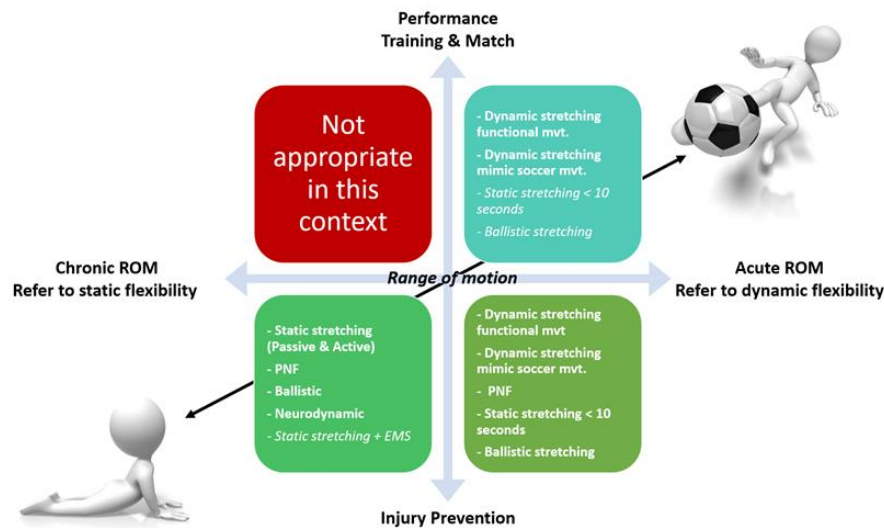 Performance
Training & Match
Not
appropriate
in this
context
- Dynamic stretching
functional mvt.
- Dynamic stretching
mimic soccer mvt.
- Static stretching < 10
seconds
- Ballistic stretching
Chronic ROM
Refer to static flexibility
Range of motion
Acute ROM
Refer to dynamic flexibility
- Static stretching
(Passive & Active)
- PNF
- Ballistic
- Neurodynamic
- Static stretching + EMS
- Dynamic stretching
functional mvt
- Dynamic stretching
mimic soccer mvt.
- PNF
- Static stretching < 10
seconds
- Ballistic stretching
Injury Prevention